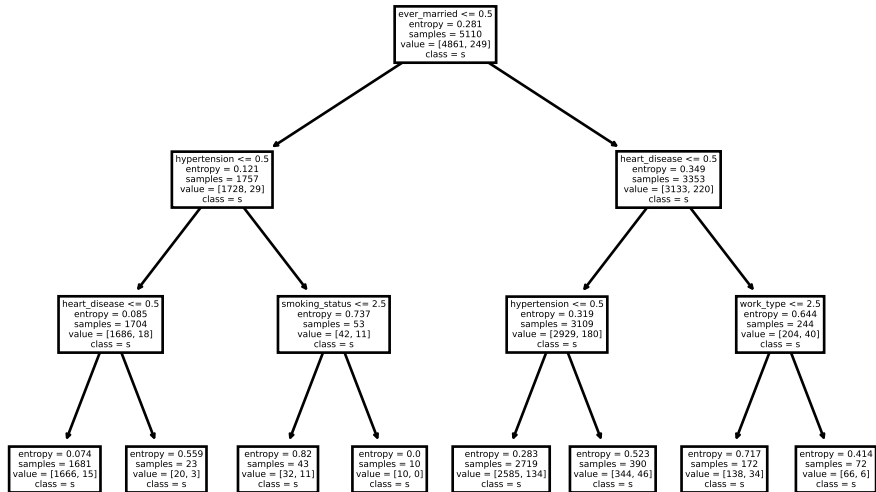 ever_married <= 0.5
entropy = 0.281
samples = 5110
value = [4861, 249]
class = s
hypertension <= 0.5
entropy = 0.121
samples = 1757
value = [1728, 29]
class = s
heart_disease <= 0.5
entropy = 0.349
samples = 3353
value = [3133, 220]
class = s
heart_disease <= 0.5
entropy = 0.085
samples = 1704
value = [1686, 18]
class = s
smoking_status <= 2.5
entropy = 0.737
samples = 53
value = [42, 11]
class = s
hypertension <= 0.5
entropy = 0.319
samples = 3109
value = [2929, 180]
class = s
work_type <= 2.5
entropy = 0.644
samples = 244
value = [204, 40]
class = s
entropy = 0.074
samples = 1681
value = [1666, 15]
class = s
entropy = 0.559
samples = 23
value = [20, 3]
class = s
entropy = 0.82
samples = 43
value = [32, 11]
class = s
entropy = 0.0
samples = 10
value = [10, 0]
class = s
entropy = 0.283
samples = 2719
value = [2585, 134]
class = s
entropy = 0.523
samples = 390
value = [344, 46]
class = s
entropy = 0.717
samples = 172
value = [138, 34]
class = s
entropy = 0.414
samples = 72
value = [66, 6]
class = s